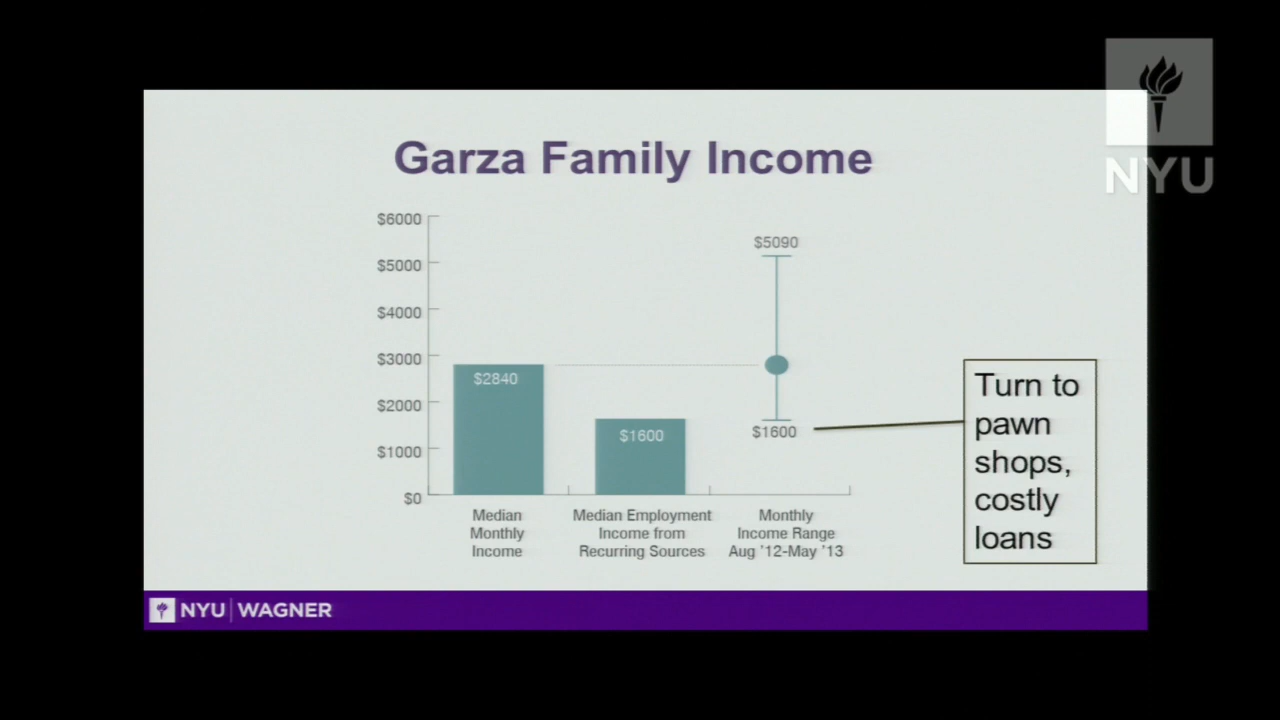 NYU
Garza Family Income
$6000
$5000
$4000
$3000
$2000
$1000
$0
$2840
$1600
$5090
$1600
Median
Monthly
Income
Median Employment
Income from
Recurring Sources
Monthly
Income Range
Aug '12-May '13
Turn to
pawn
shops,
costly
loans
NYU | WAGNER